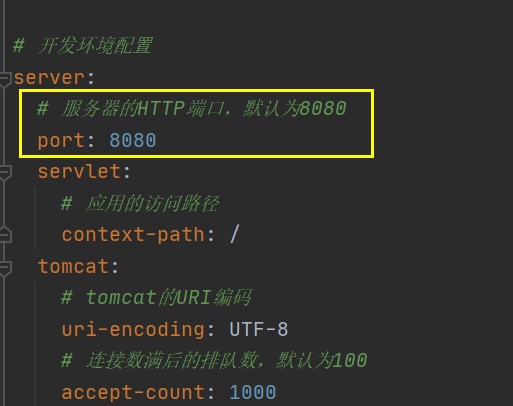 # 开发环境配置
server:
# 服务器的HTTP端口，默认为8080
port: 8080
servlet:
# 应用的访问路径
context-path: /
tomcat:
# tomcat的URI编码
uri-encoding: UTF-8
# 连接数满后的排队数，默认为100
accept-count: 1000